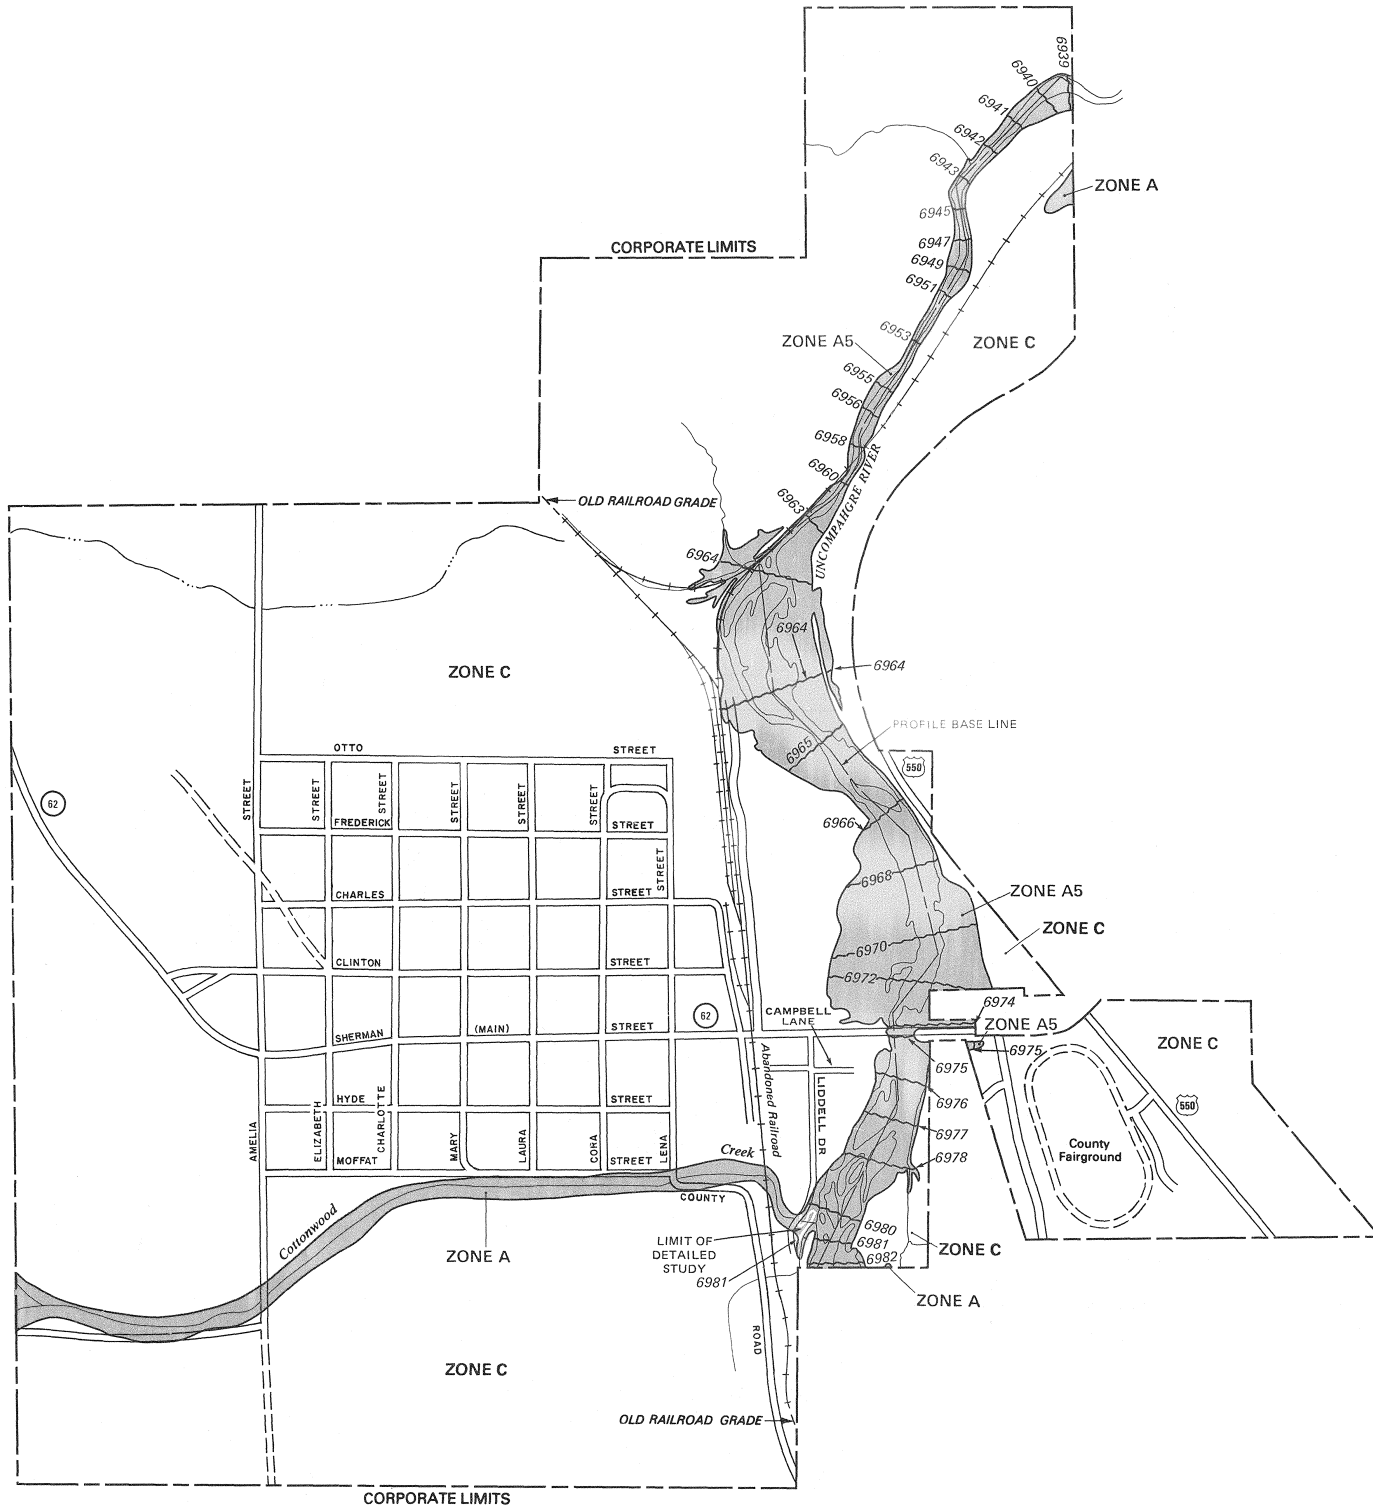 6939
6940
6941
6942
6943
ZONE A
6945
6947
CORPORATE LIMITS
6949
6951
6953
ZONE A5
ZONE C
6955
6956
6958
6960
UNCOMPAHGRE RIVER
6963
OLD RAILROAD GRADE
6964
6964
6964
ZONE C
PROFILE BASE LINE
6965
OTTO STREET
550
62
STREET
STREET
STREET
STREET
STREET
STREET
FREDERICK STREET
6966
STREET
6968
CHARLES STREET
ZONE A5
ZONE C
6970
CLINTON STREET
6972
6974
62
CAMPBELL
LANE
ZONE A5
SHERMAN (MAIN) STREET
6975
ZONE C
6975
Abandoned Railroad
6976
HYDE STREET
550
LIDDELL DR
AMELIA
ELIZABETH
CHARLOTTE
MARY
LAURA
CORA
LENA
6977
County
Fairground
Creek
MOFFAT STREET
6978
COUNTY
Cottonwood
6980
LIMIT OF
DETAILED
STUDY
6981
6981
6982
ZONE C
ZONE A
ZONE A
ROAD
ZONE C
OLD RAILROAD GRADE
CORPORATE LIMITS